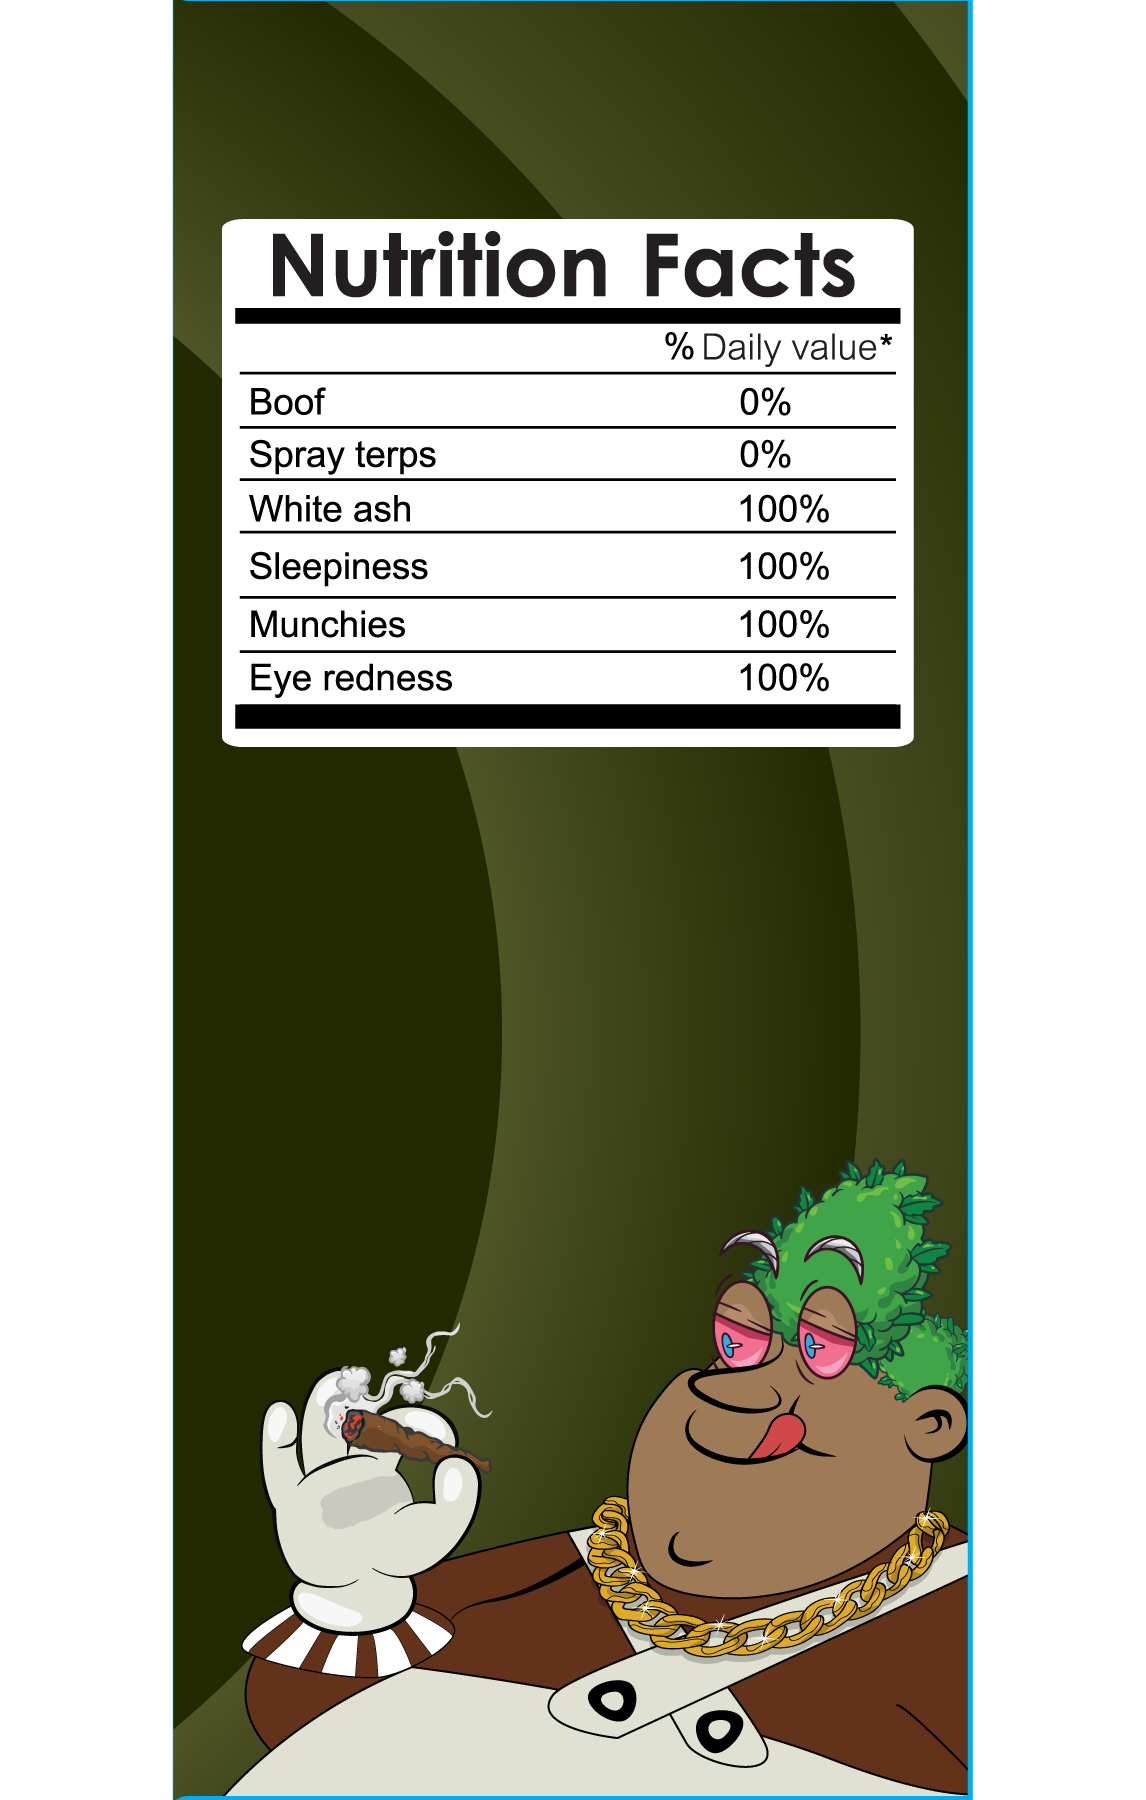 Nutrition Facts
% Daily value*
Boof 0%
Spray terps 0%
White ash 100%
Sleepiness 100%
Munchies 100%
Eye redness 100%